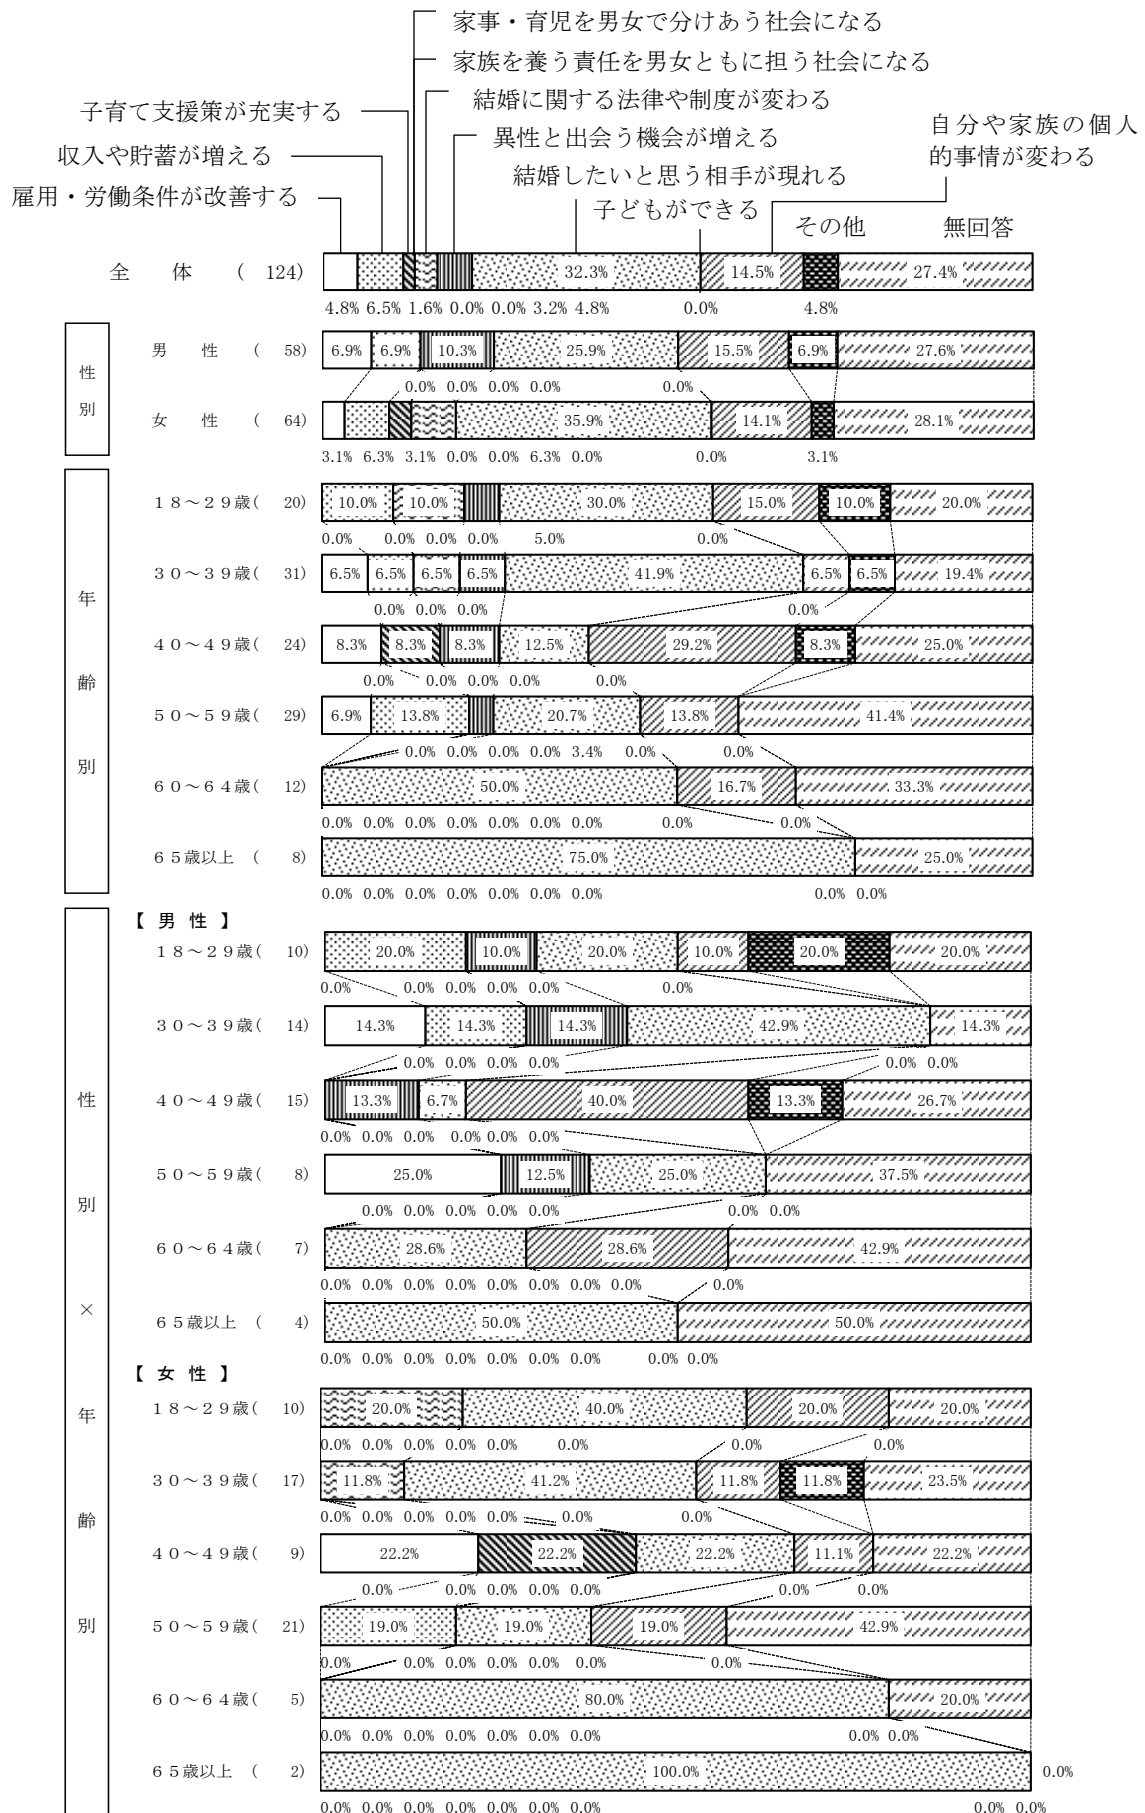 家事・育児を男女で分けあう社会になる
家族を養う責任を男女ともに担う社会になる
結婚に関する法律や制度が変わる
子育て支援策が充実する
自分や家族の個人
的事情が変わる
異性と出会う機会が増える
収入や貯蓄が増える
結婚したいと思う相手が現れる
雇用・労働条件が改善する
子どもができる
その他
無回答
全 体 ( 124)
32.3% 14.5% 27.4%
4.8% 6.5% 1.6% 0.0% 0.0% 3.2% 4.8% 0.0% 4.8%
性別
男 性 ( 58)
6.9% 6.9% 10.3% 25.9% 15.5% 6.9% 27.6%
0.0% 0.0% 0.0% 0.0% 0.0%
女 性 ( 64)
35.9% 14.1% 28.1%
3.1% 6.3% 3.1% 0.0% 0.0% 6.3% 0.0% 0.0% 3.1%
年齢別
18～29歳( 20)
10.0% 10.0% 30.0% 15.0% 10.0% 20.0%
0.0% 0.0% 0.0% 0.0% 5.0% 0.0%
30～39歳( 31)
6.5% 6.5% 6.5% 6.5% 41.9% 6.5% 6.5% 19.4%
0.0% 0.0% 0.0% 0.0%
40～49歳( 24)
8.3% 8.3% 8.3% 12.5% 29.2% 8.3% 25.0%
0.0% 0.0% 0.0% 0.0% 0.0%
50～59歳( 29)
6.9% 13.8% 20.7% 13.8% 41.4%
0.0% 0.0% 0.0% 0.0% 3.4% 0.0% 0.0%
60～64歳( 12)
50.0% 16.7% 33.3%
0.0% 0.0% 0.0% 0.0% 0.0% 0.0% 0.0% 0.0% 0.0%
65歳以上 ( 8)
75.0% 25.0%
0.0% 0.0% 0.0% 0.0% 0.0% 0.0% 0.0% 0.0% 0.0%
性別×年齢別
【 男 性 】
18～29歳( 10)
20.0% 10.0% 20.0% 10.0% 20.0% 20.0%
0.0% 0.0% 0.0% 0.0% 0.0% 0.0%
30～39歳( 14)
14.3% 14.3% 14.3% 42.9% 14.3%
0.0% 0.0% 0.0% 0.0% 0.0% 0.0%
40～49歳( 15)
13.3% 6.7% 40.0% 13.3% 26.7%
0.0% 0.0% 0.0% 0.0% 0.0% 0.0%
50～59歳( 8)
25.0% 12.5% 25.0% 37.5%
0.0% 0.0% 0.0% 0.0% 0.0% 0.0% 0.0%
60～64歳( 7)
28.6% 28.6% 42.9%
0.0% 0.0% 0.0% 0.0% 0.0% 0.0% 0.0% 0.0% 0.0%
65歳以上 ( 4)
50.0% 50.0%
0.0% 0.0% 0.0% 0.0% 0.0% 0.0% 0.0% 0.0% 0.0%
【 女 性 】
18～29歳( 10)
20.0% 40.0% 20.0% 20.0%
0.0% 0.0% 0.0% 0.0% 0.0% 0.0% 0.0% 0.0%
30～39歳( 17)
11.8% 41.2% 11.8% 11.8% 23.5%
0.0% 0.0% 0.0% 0.0% 0.0% 0.0% 0.0%
40～49歳( 9)
22.2% 22.2% 22.2% 11.1% 22.2%
0.0% 0.0% 0.0% 0.0% 0.0% 0.0% 0.0%
50～59歳( 21)
19.0% 19.0% 19.0% 42.9%
0.0% 0.0% 0.0% 0.0% 0.0% 0.0% 0.0% 0.0%
60～64歳( 5)
80.0% 20.0%
0.0% 0.0% 0.0% 0.0% 0.0% 0.0% 0.0% 0.0% 0.0%
65歳以上 ( 2)
100.0% 0.0%
0.0% 0.0% 0.0% 0.0% 0.0% 0.0% 0.0% 0.0% 0.0%